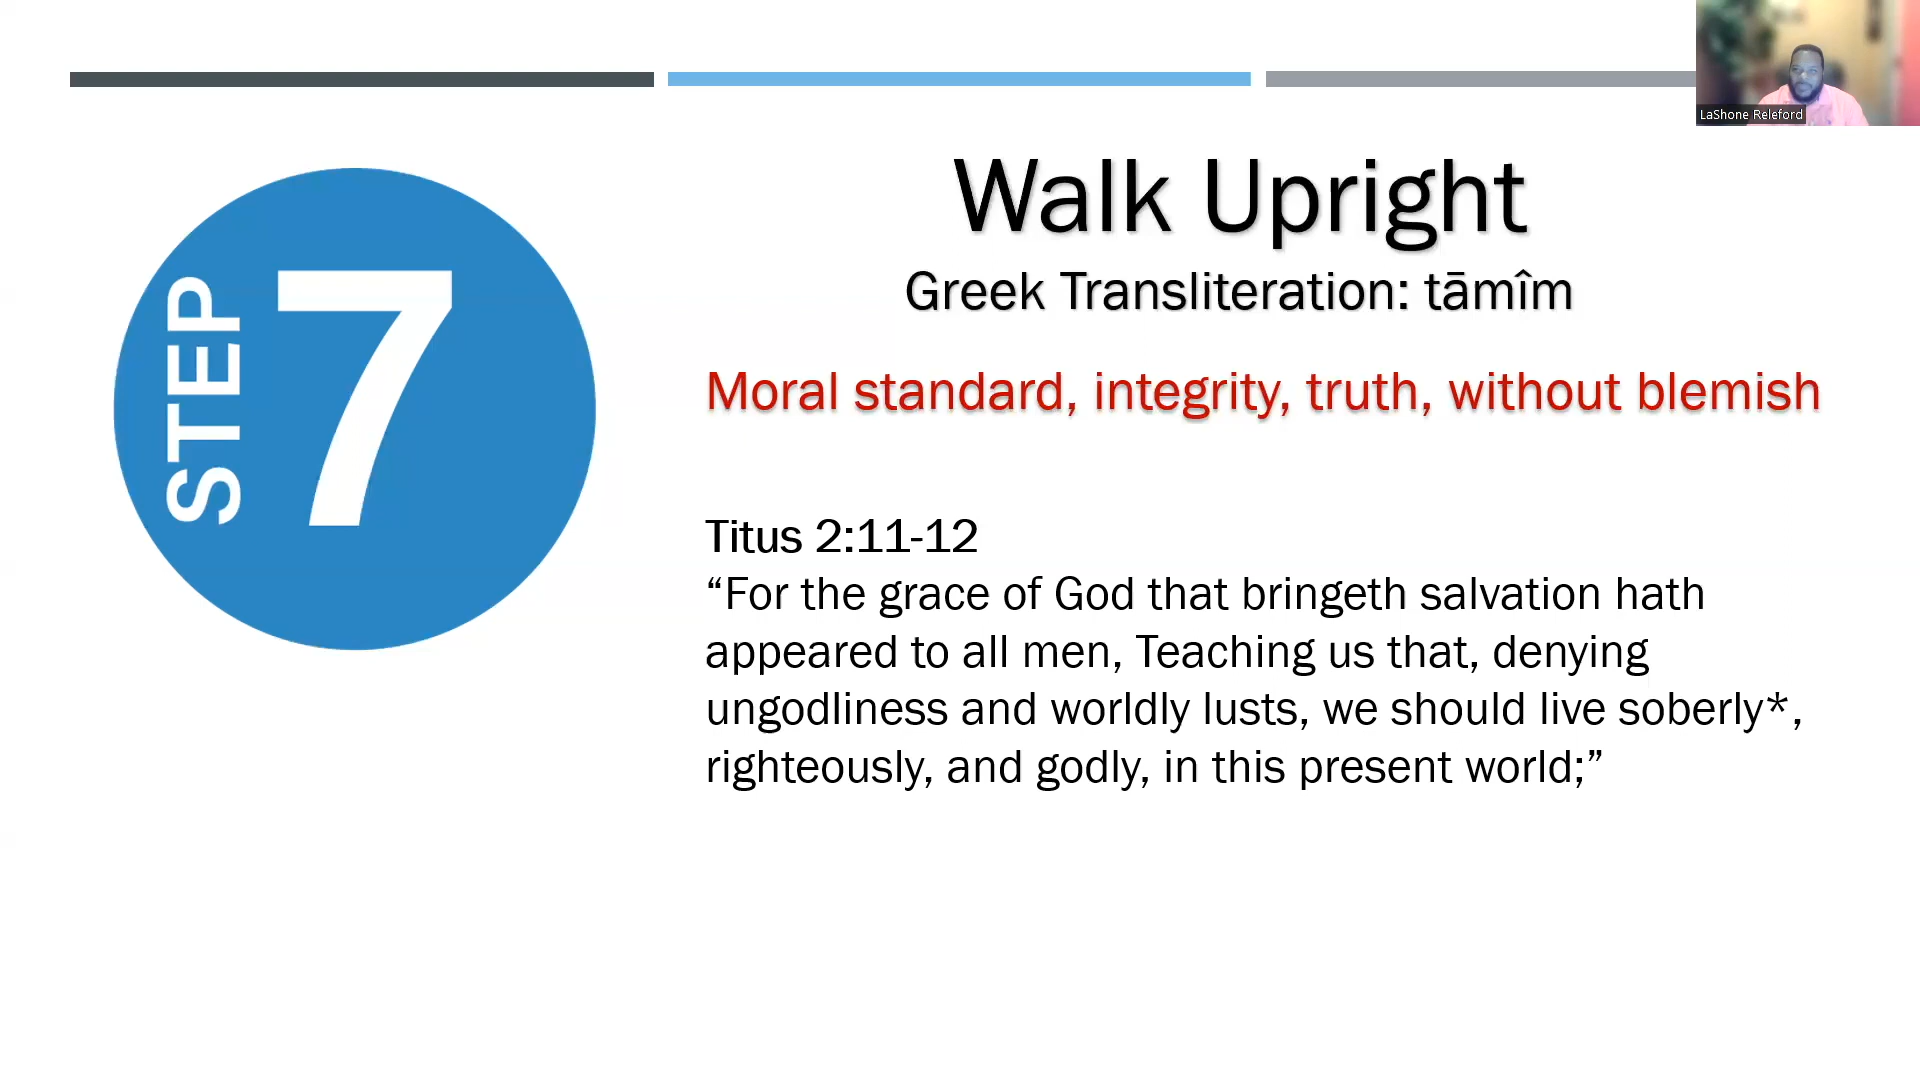 LaShone Releford
STEP 7
Walk Upright
Greek Transliteration: tāmîm
Moral standard, integrity, truth, without blemish
Titus 2:11-12
“For the grace of God that bringeth salvation hath
appeared to all men, Teaching us that, denying
ungodliness and worldly lusts, we should live soberly*,
righteously, and godly, in this present world;”